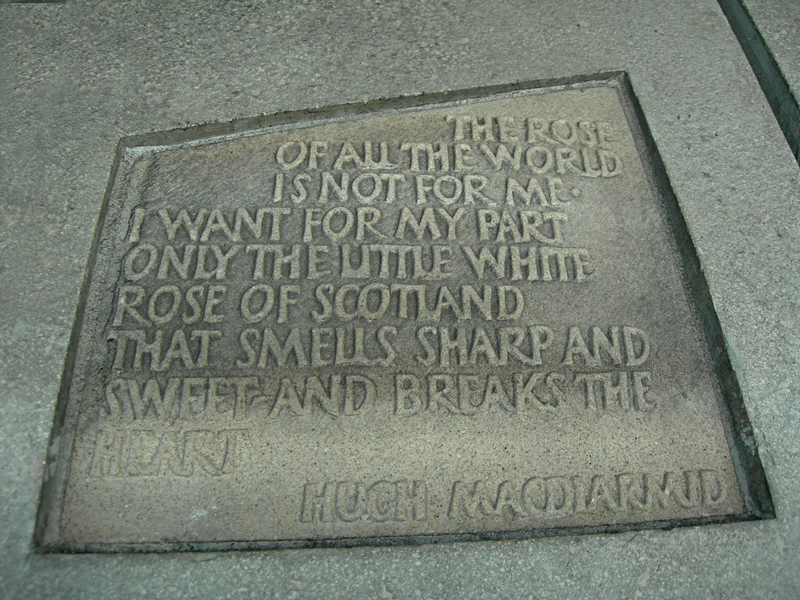 THE ROSE
OF ALL THE WORLD
IS NOT FOR ME·
I WANT FOR MY PART
ONLY THE LITTLE WHITE
ROSE OF SCOTLAND
THAT SMELLS SHARP AND
SWEET-AND BREAKS THE
HEART
HUGH MACDIARMID